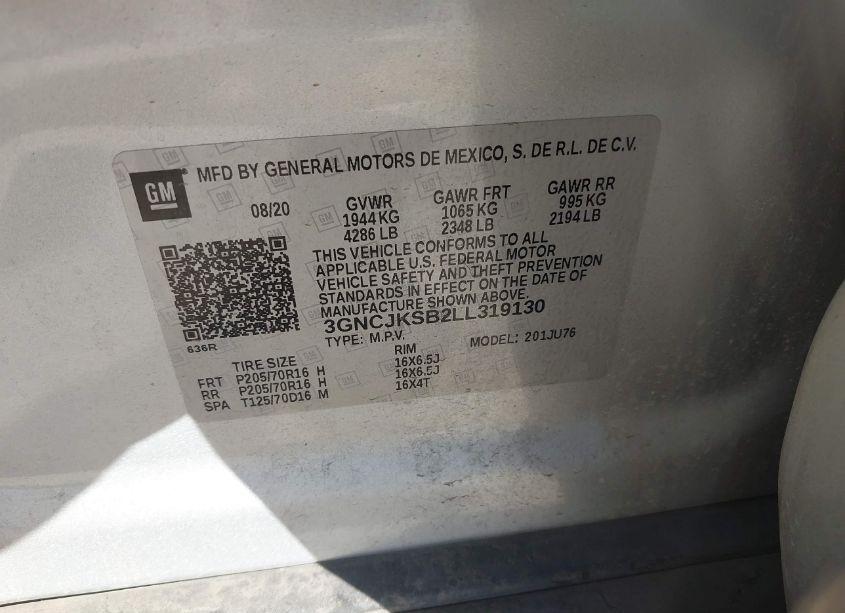 GM
MFD BY GENERAL MOTORS DE MEXICO, S. DE R.L. DE C.V.
08/20 GVWR GAWR FRT GAWR RR
1944 KG 1065 KG 995 KG
4286 LB 2348 LB 2194 LB
THIS VEHICLE CONFORMS TO ALL
APPLICABLE U.S. FEDERAL MOTOR
VEHICLE SAFETY AND THEFT PREVENTION
STANDARDS IN EFFECT ON THE DATE OF
MANUFACTURE SHOWN ABOVE.
3GNCJKSB2LL319130
TYPE: M.P.V. MODEL: 201JU76
636R
TIRE SIZE RIM
FRT P205/70R16 H 16X6.5J
RR P205/70R16 H 16X6.5J
SPA T125/70D16 M 16X4T